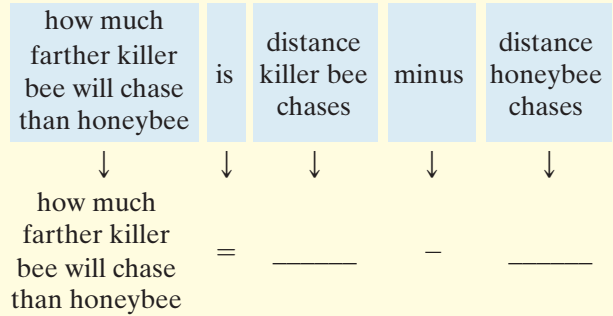 how much
farther killer
bee will chase
than honeybee
is
distance
killer bee
chases
minus
distance
honeybee
chases
↓ ↓ ↓ ↓ ↓
how much
farther killer
bee will chase
than honeybee
= ______ − ______